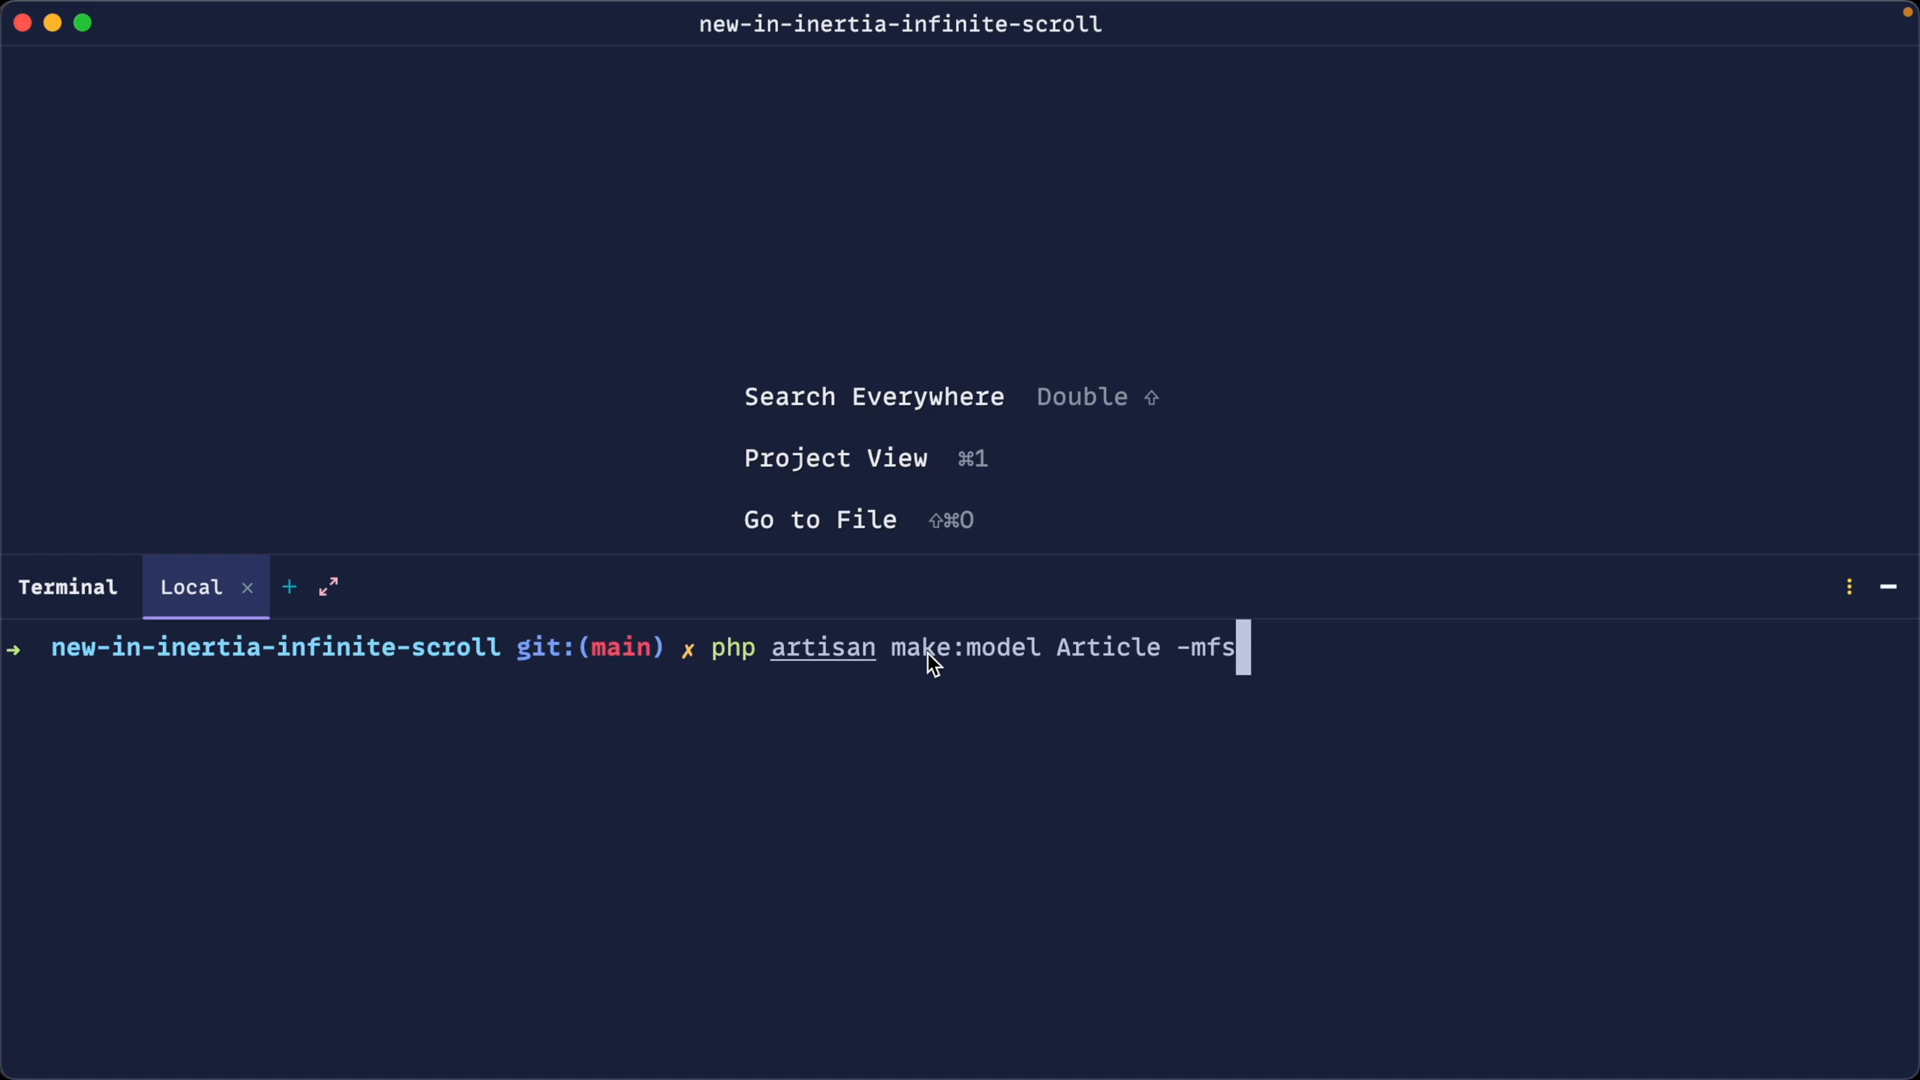 new-in-inertia-infinite-scroll
Search Everywhere Double ⇧
Project View ⌘1
Go to File ⇧⌘O
Terminal Local × +
→ new-in-inertia-infinite-scroll git:(main) ✗ php artisan make:model Article -mfs